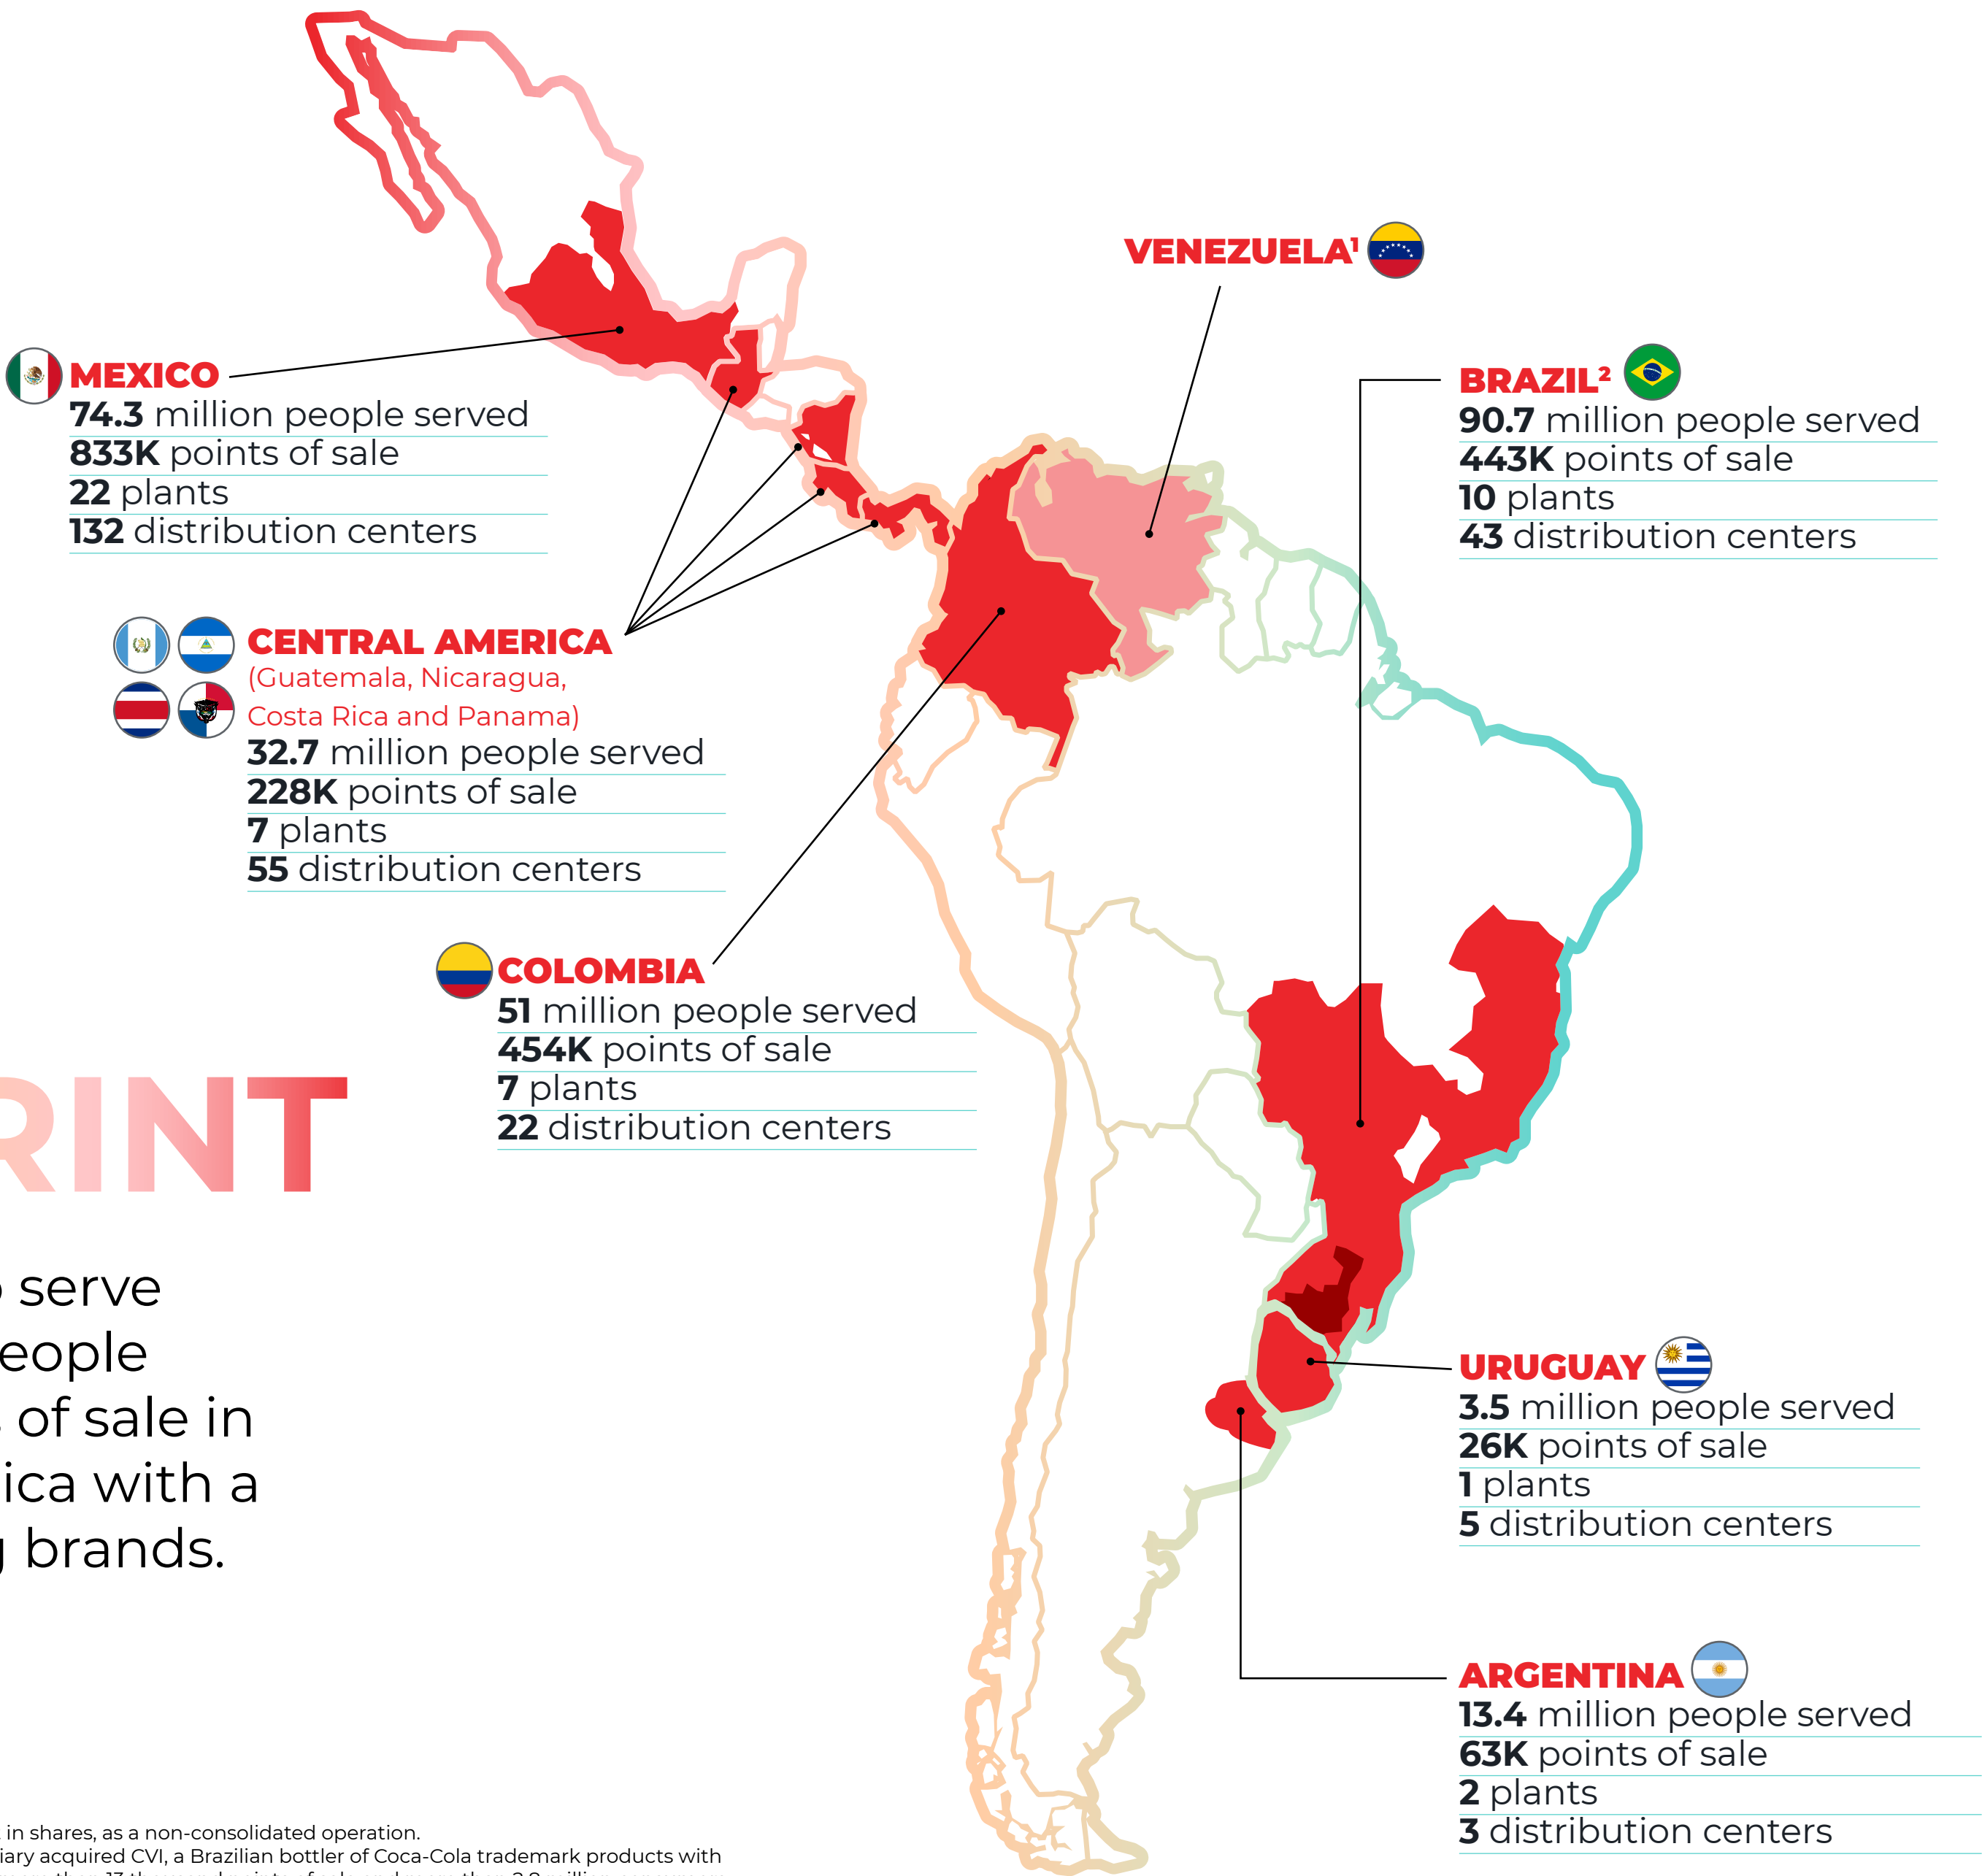 VENEZUELA¹
MEXICO
74.3 million people served
833K points of sale
22 plants
132 distribution centers
BRAZIL²
90.7 million people served
443K points of sale
10 plants
43 distribution centers
CENTRAL AMERICA
(Guatemala, Nicaragua,
Costa Rica and Panama)
32.7 million people served
228K points of sale
7 plants
55 distribution centers
COLOMBIA
51 million people served
454K points of sale
7 plants
22 distribution centers
RINT
serve
eople
of sale in
ica with a
brands.
URUGUAY
3.5 million people served
26K points of sale
1 plants
5 distribution centers
ARGENTINA
13.4 million people served
63K points of sale
2 plants
3 distribution centers
in shares, as a non-consolidated operation.
iary acquired CVI, a Brazilian bottler of Coca-Cola trademark products with